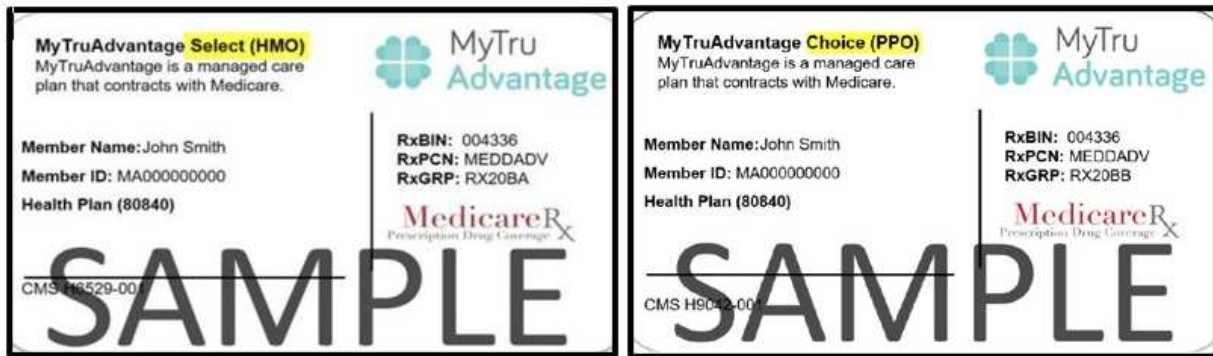 MyTruAdvantage Select (HMO)
MyTruAdvantage is a managed care
plan that contracts with Medicare.
MyTru
Advantage
Member Name:John Smith
Member ID: MA000000000
Health Plan (80840)
RxBIN: 004336
RxPCN: MEDDADV
RxGRP: RX20BA
MedicareRx
Prescription Drug Coverage
CMS H6529-001
SAMPLE
MyTruAdvantage Choice (PPO)
MyTruAdvantage is a managed care
plan that contracts with Medicare.
MyTru
Advantage
Member Name:John Smith
Member ID: MA000000000
Health Plan (80840)
RxBIN: 004336
RxPCN: MEDDADV
RxGRP: RX20BB
MedicareRx
Prescription Drug Coverage
CMS H9042-001
SAMPLE